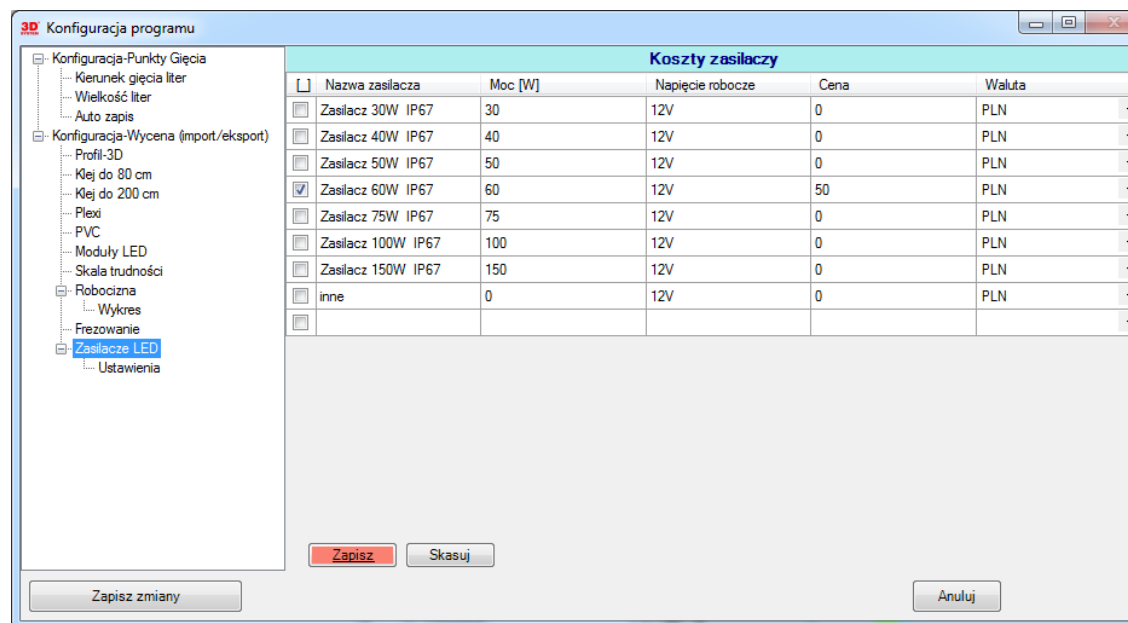 3D SYSTEM Konfiguracja programu
Konfiguracja-Punkty Gięcia
Kierunek gięcia liter
Wielkość liter
Auto zapis
Konfiguracja-Wycena (import/eksport)
Profil-3D
Klej do 80 cm
Klej do 200 cm
Plexi
PVC
Moduły LED
Skala trudności
Robocizna
Wykres
Frezowanie
Zasilacze LED
Ustawienia
Koszty zasilaczy
[_] Nazwa zasilacza Moc [W] Napięcie robocze Cena Waluta
Zasilacz 30W IP67 30 12V 0 PLN
Zasilacz 40W IP67 40 12V 0 PLN
Zasilacz 50W IP67 50 12V 0 PLN
Zasilacz 60W IP67 60 12V 50 PLN
Zasilacz 75W IP67 75 12V 0 PLN
Zasilacz 100W IP67 100 12V 0 PLN
Zasilacz 150W IP67 150 12V 0 PLN
inne 0 12V 0 PLN
Zapisz Skasuj
Zapisz zmiany Anuluj